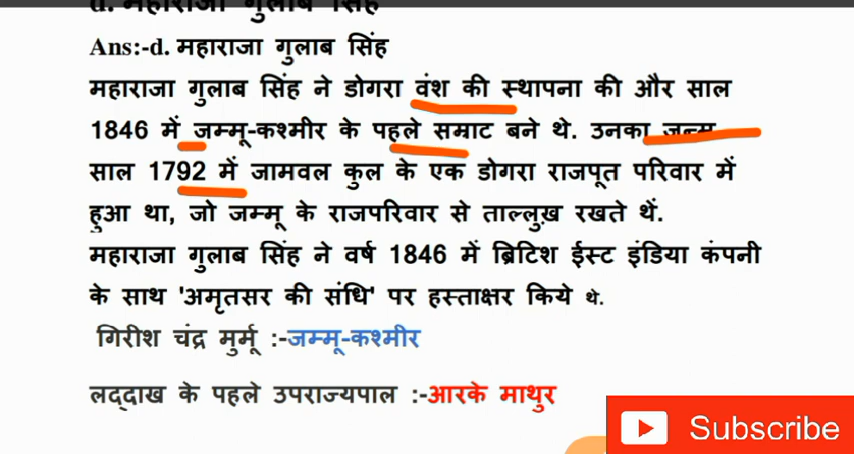 d. महाराजा गुलाब सिंह
Ans:-d. महाराजा गुलाब सिंह
महाराजा गुलाब सिंह ने डोगरा वंश की स्थापना की और साल
1846 में जम्मू-कश्मीर के पहले सम्राट बने थे. उनका जन्म
साल 1792 में जामवल कुल के एक डोगरा राजपूत परिवार में
हुआ था, जो जम्मू के राजपरिवार से ताल्लुख़ रखते थें.
महाराजा गुलाब सिंह ने वर्ष 1846 में ब्रिटिश ईस्ट इंडिया कंपनी
के साथ 'अमृतसर की संधि' पर हस्ताक्षर किये थे.
गिरीश चंद्र मुर्मू :-जम्मू-कश्मीर
लद्दाख के पहले उपराज्यपाल :-आरके माथुर
Subscribe